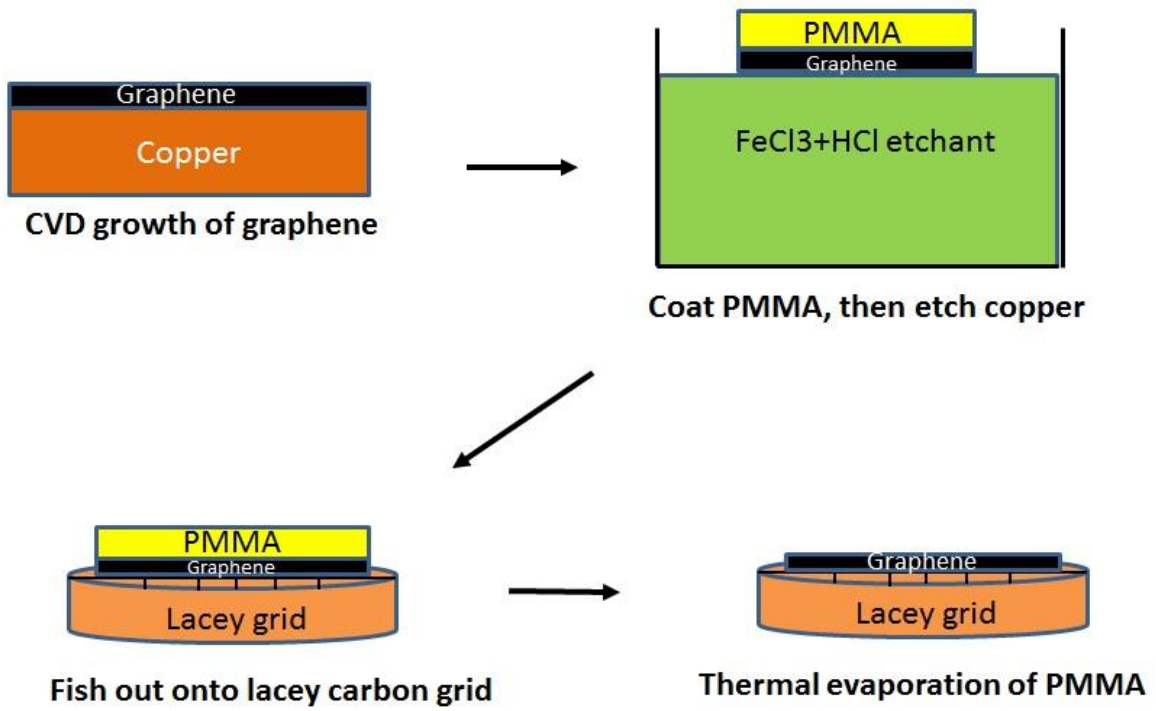 Graphene
Copper
CVD growth of graphene
PMMA
Graphene
FeCl3+HCl etchant
Coat PMMA, then etch copper
PMMA
Graphene
Lacey grid
Fish out onto lacey carbon grid
Graphene
Lacey grid
Thermal evaporation of PMMA